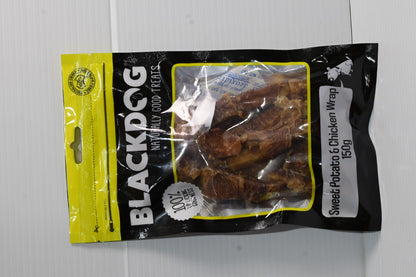 BLACKDOG
NATURALLY GOOD TREATS
100%
Sweet Potato & Chicken Wrap
150g